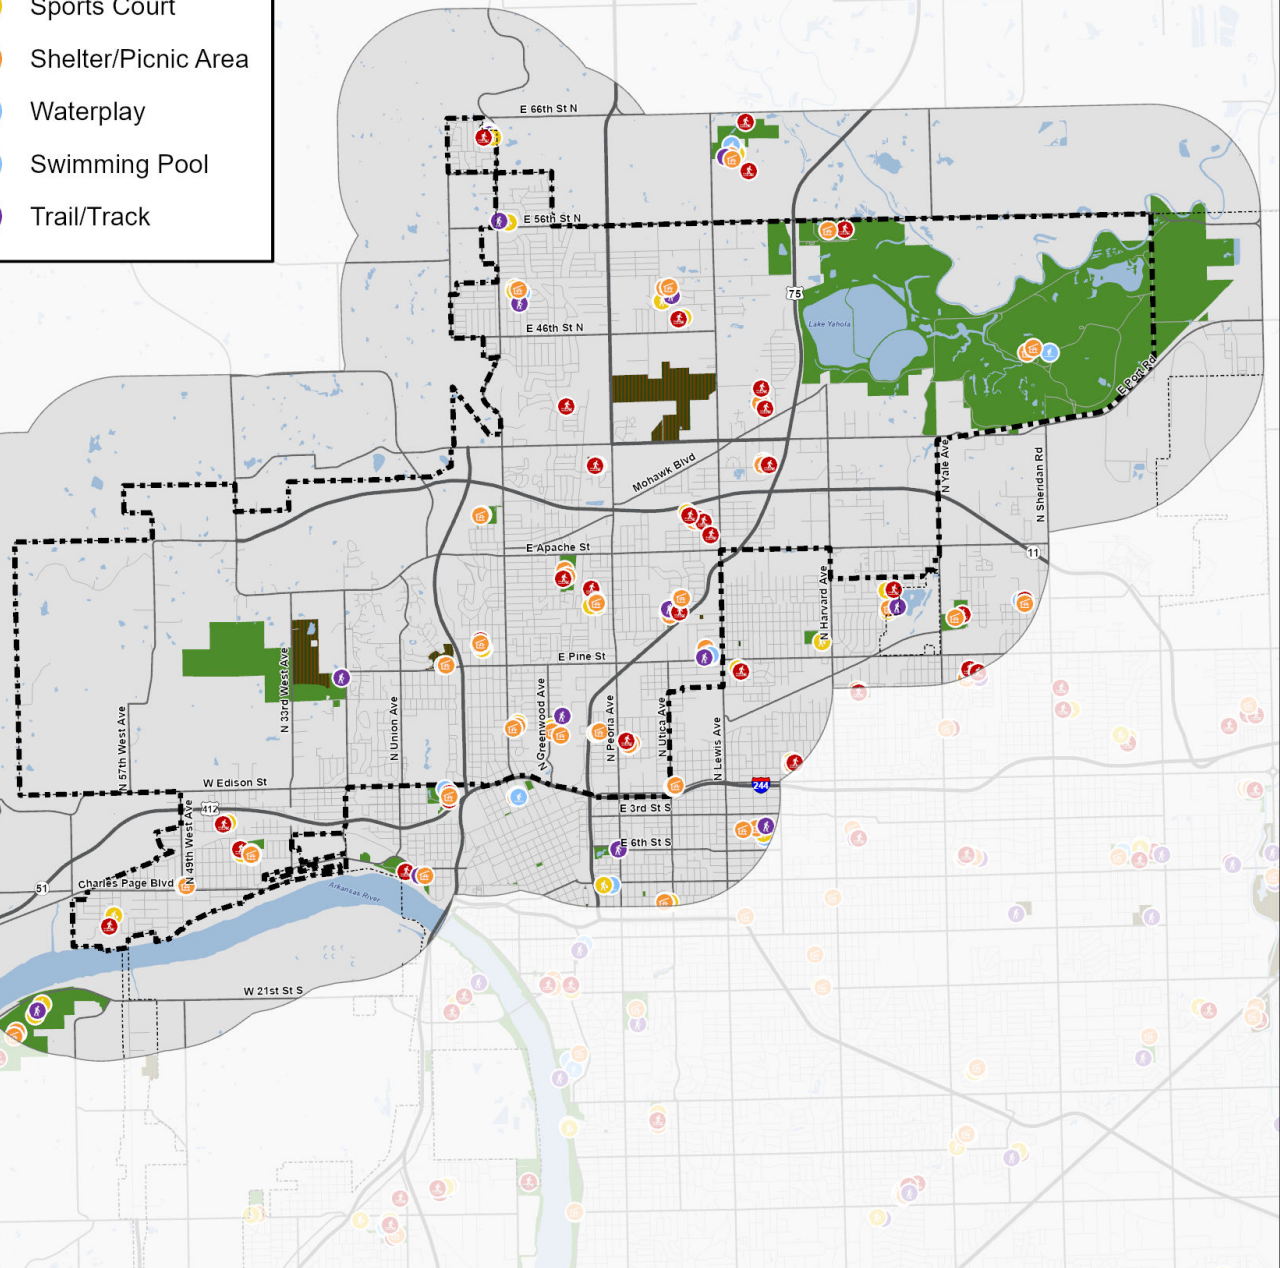 Sports Court
Shelter/Picnic Area
Waterplay
Swimming Pool
Trail/Track
E 66th St N
E 56th St N
75
Lake Yahola
E 46th St N
E Port Rd
Mohawk Blvd
N Yale Ave
N Sheridan Rd
E Apache St
11
N Harvard Ave
E Pine St
N 33rd West Ave
N 57th West Ave
N Union Ave
N Greenwood Ave
N Peoria Ave
N Utica Ave
N Lewis Ave
W Edison St
244
412
E 3rd St S
N 49th West Ave
E 6th St S
51
Charles Page Blvd
Arkansas River
W 21st St S